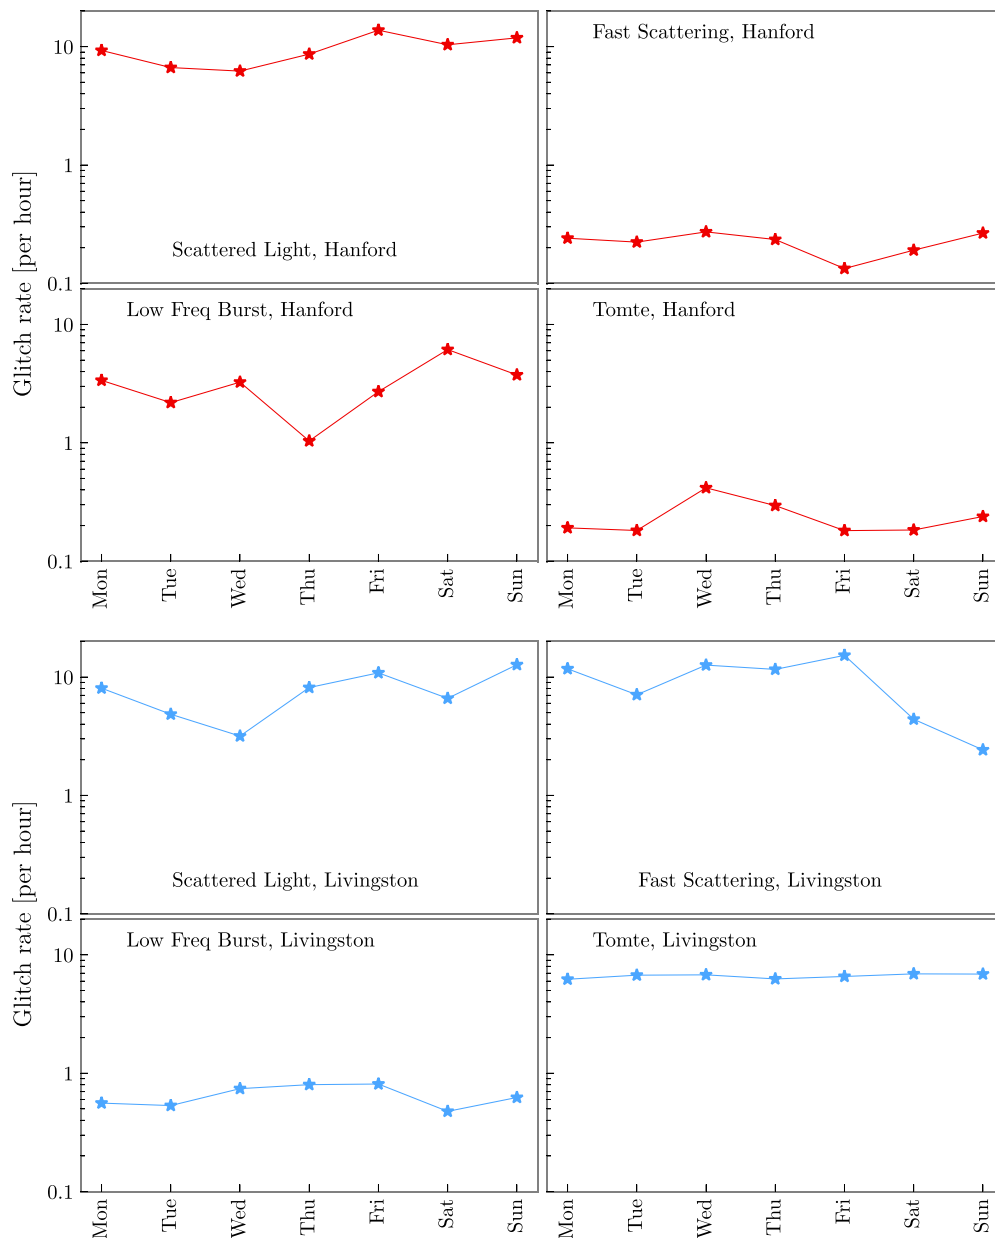 Glitch rate [per hour]
10
1
0.1
Scattered Light, Hanford
Fast Scattering, Hanford
10
1
0.1
Low Freq Burst, Hanford
Tomte, Hanford
Mon Tue Wed Thu Fri Sat Sun
Mon Tue Wed Thu Fri Sat Sun
Glitch rate [per hour]
10
1
0.1
Scattered Light, Livingston
Fast Scattering, Livingston
10
1
0.1
Low Freq Burst, Livingston
Tomte, Livingston
Mon Tue Wed Thu Fri Sat Sun
Mon Tue Wed Thu Fri Sat Sun